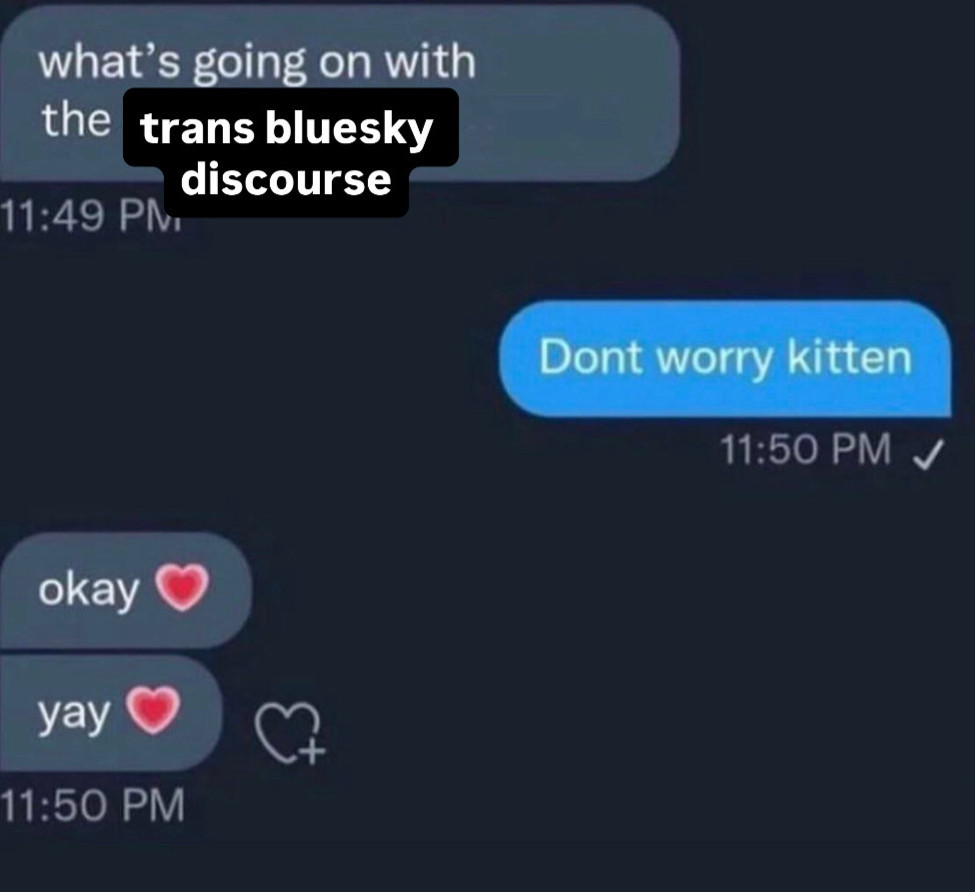 what’s going on with
the trans bluesky
discourse
11:49 PM
Dont worry kitten
11:50 PM
okay 💗
yay 💗
11:50 PM